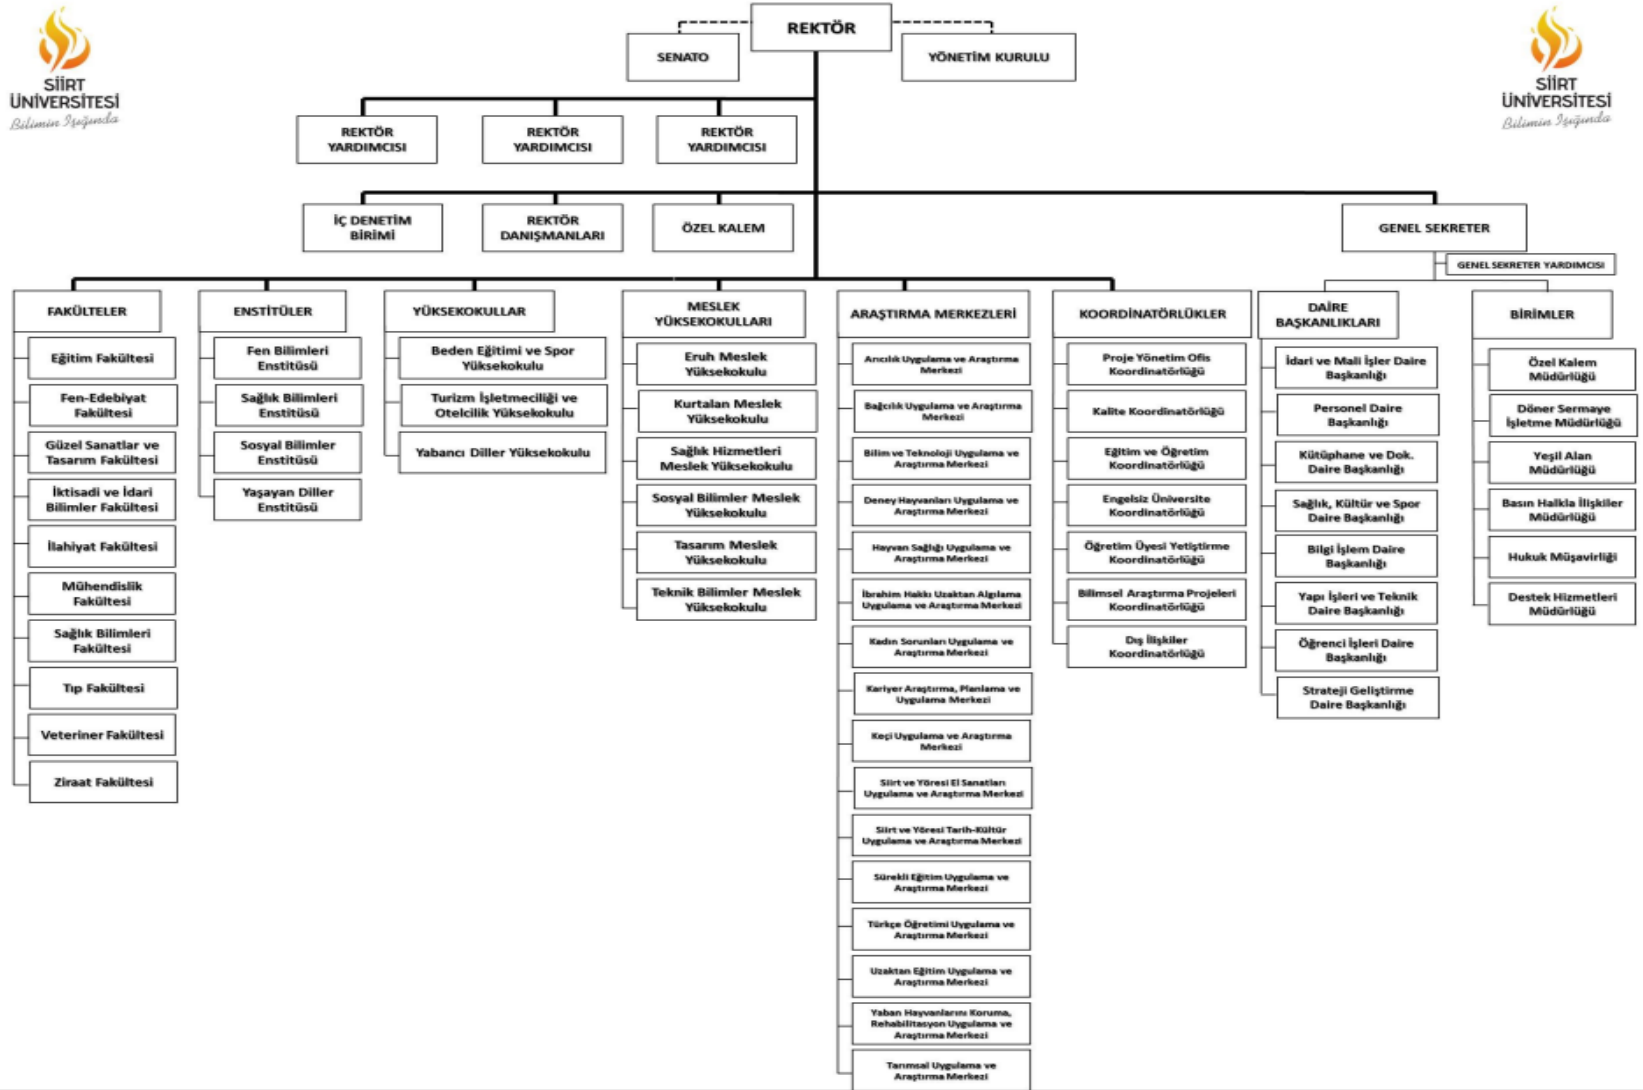 SİİRT
ÜNİVERSİTESİ
Bilimin Işığında
REKTÖR
SENATO
YÖNETİM KURULU
SİİRT
ÜNİVERSİTESİ
Bilimin Işığında
REKTÖR
YARDIMCISI
REKTÖR
YARDIMCISI
REKTÖR
YARDIMCISI
İÇ DENETİM
BİRİMİ
REKTÖR
DANIŞMANLARI
ÖZEL KALEM
GENEL SEKRETER
GENEL SEKRETER YARDIMCISI
FAKÜLTELER
Eğitim Fakültesi
Fen-Edebiyat
Fakültesi
Güzel Sanatlar ve
Tasarım Fakültesi
İktisadi ve İdari
Bilimler Fakültesi
İlahiyat Fakültesi
Mühendislik
Fakültesi
Sağlık Bilimleri
Fakültesi
Tıp Fakültesi
Veteriner Fakültesi
Ziraat Fakültesi
ENSTİTÜLER
Fen Bilimleri
Enstitüsü
Sağlık Bilimleri
Enstitüsü
Sosyal Bilimler
Enstitüsü
Yaşayan Diller
Enstitüsü
YÜKSEKOKULLAR
Beden Eğitimi ve Spor
Yüksekokulu
Turizm İşletmeciliği ve
Otelcilik Yüksekokulu
Yabancı Diller Yüksekokulu
MESLEK
YÜKSEKOKULLARI
Eruh Meslek
Yüksekokulu
Kurtalan Meslek
Yüksekokulu
Sağlık Hizmetleri
Meslek Yüksekokulu
Sosyal Bilimler Meslek
Yüksekokulu
Tasarım Meslek
Yüksekokulu
Teknik Bilimler Meslek
Yüksekokulu
ARAŞTIRMA MERKEZLERİ
Arıcılık Uygulama ve Araştırma
Merkezi
Bağcılık Uygulama ve Araştırma
Merkezi
Bilim ve Teknoloji Uygulama ve
Araştırma Merkezi
Deney Hayvanları Uygulama ve
Araştırma Merkezi
Hayvan Sağlığı Uygulama ve
Araştırma Merkezi
İbrahim Hakkı Uzaktan Algılama
Uygulama ve Araştırma Merkezi
Kadın Sorunları Uygulama ve
Araştırma Merkezi
Kariyer Araştırma, Planlama ve
Uygulama Merkezi
Keçi Uygulama ve Araştırma
Merkezi
Siirt ve Yöresi El Sanatları
Uygulama ve Araştırma Merkezi
Siirt ve Yöresi Tarih-Kültür
Uygulama ve Araştırma Merkezi
Sürekli Eğitim Uygulama ve
Araştırma Merkezi
Türkçe Öğretimi Uygulama ve
Araştırma Merkezi
Uzaktan Eğitim Uygulama ve
Araştırma Merkezi
Yaban Hayvanlarını Koruma,
Rehabilitasyon Uygulama ve
Araştırma Merkezi
Tarımsal Uygulama ve
Araştırma Merkezi
KOORDİNATÖRLÜKLER
Proje Yönetim Ofis
Koordinatörlüğü
Kalite Koordinatörlüğü
Eğitim ve Öğretim
Koordinatörlüğü
Engelsiz Üniversite
Koordinatörlüğü
Öğretim Üyesi Yetiştirme
Koordinatörlüğü
Bilimsel Araştırma Projeleri
Koordinatörlüğü
Dış İlişkiler
Koordinatörlüğü
DAİRE
BAŞKANLIKLARI
İdari ve Mali İşler Daire
Başkanlığı
Personel Daire
Başkanlığı
Kütüphane ve Dok.
Daire Başkanlığı
Sağlık, Kültür ve Spor
Daire Başkanlığı
Bilgi İşlem Daire
Başkanlığı
Yapı İşleri ve Teknik
Daire Başkanlığı
Öğrenci İşleri Daire
Başkanlığı
Strateji Geliştirme
Daire Başkanlığı
BİRİMLER
Özel Kalem
Müdürlüğü
Döner Sermaye
İşletme Müdürlüğü
Yeşil Alan
Müdürlüğü
Basın Halkla İlişkiler
Müdürlüğü
Hukuk Müşavirliği
Destek Hizmetleri
Müdürlüğü